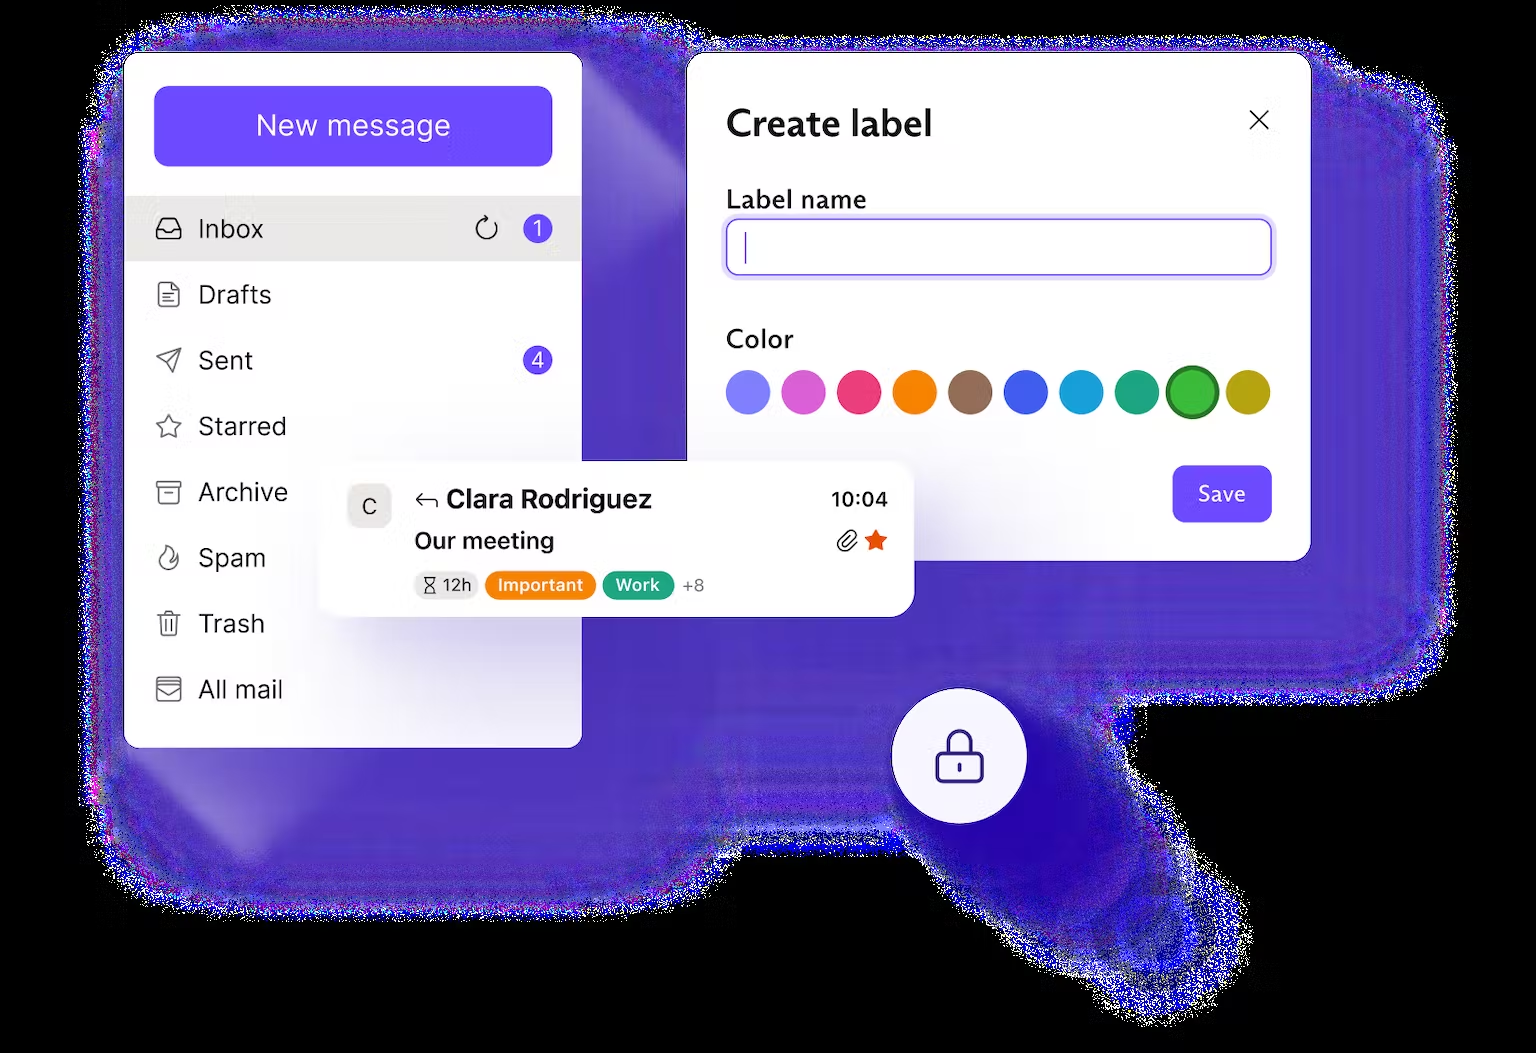 New message
Inbox 1
Drafts
Sent 4
Starred
Archive
Spam
Trash
All mail
Create label
Label name
Color
Save
C Clara Rodriguez 10:04
Our meeting
12h Important Work +8